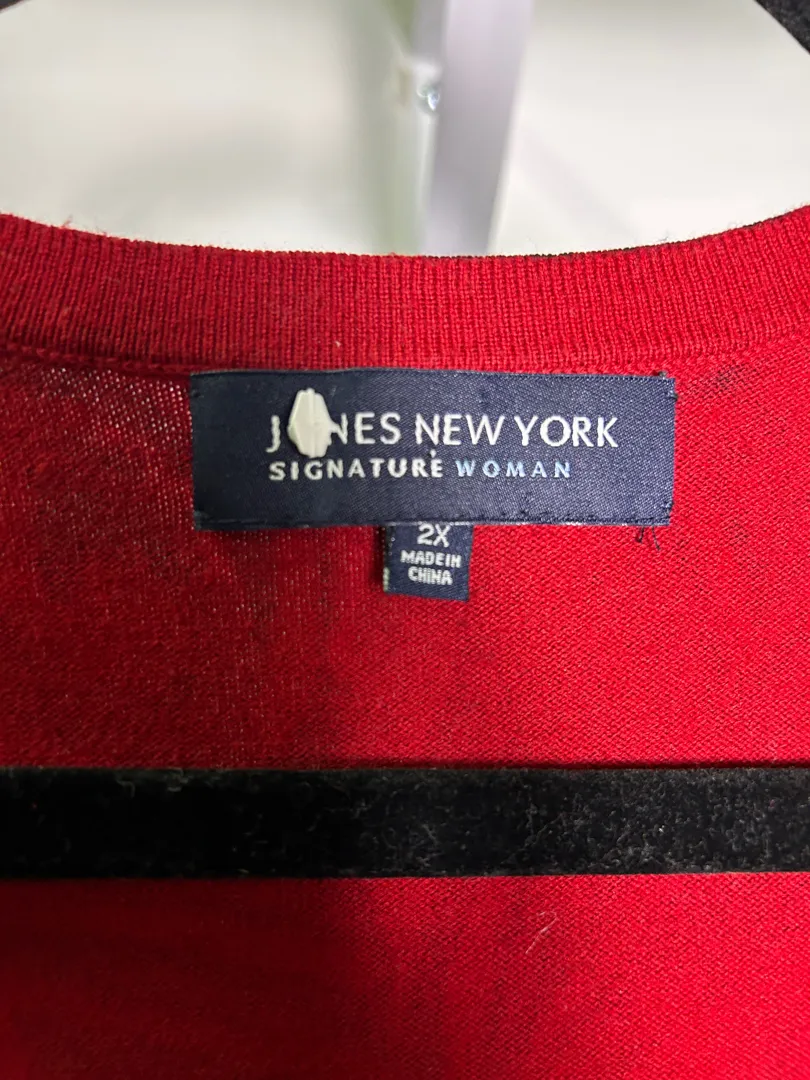 JONES NEW YORK
SIGNATURE WOMAN
2X
MADE IN
CHINA